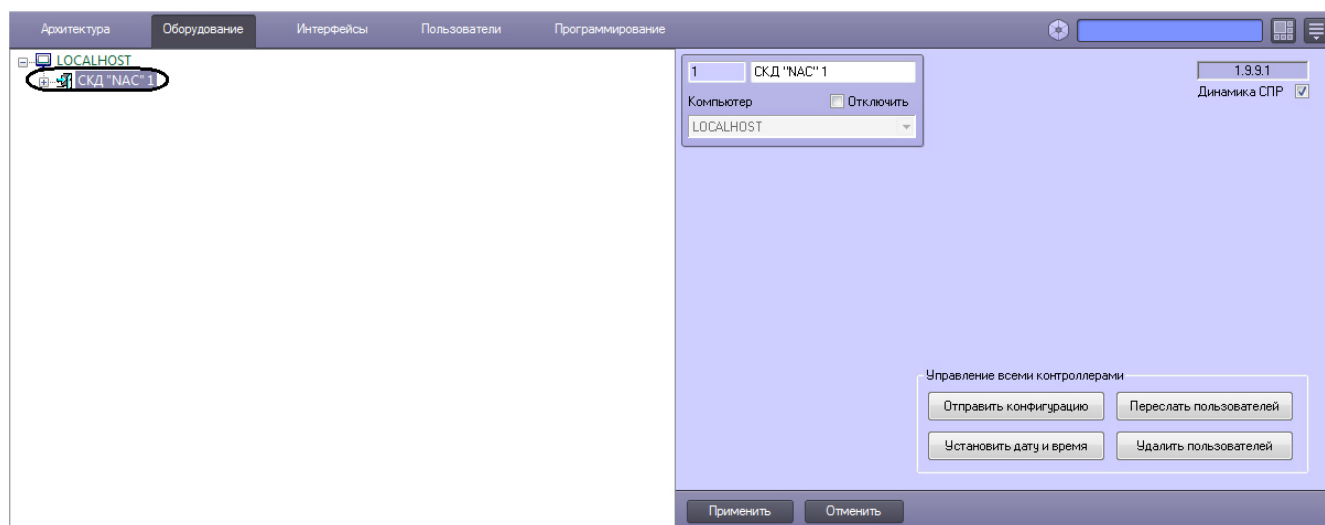 Архитектура Оборудование Интерфейсы Пользователи Программирование
LOCALHOST
СКД "NAC" 1
1 СКД "NAC" 1 1.9.9.1
Компьютер Отключить Динамика СПР
LOCALHOST
Управление всеми контроллерами
Отправить конфигурацию Переслать пользователей
Установить дату и время Удалить пользователей
Применить Отменить